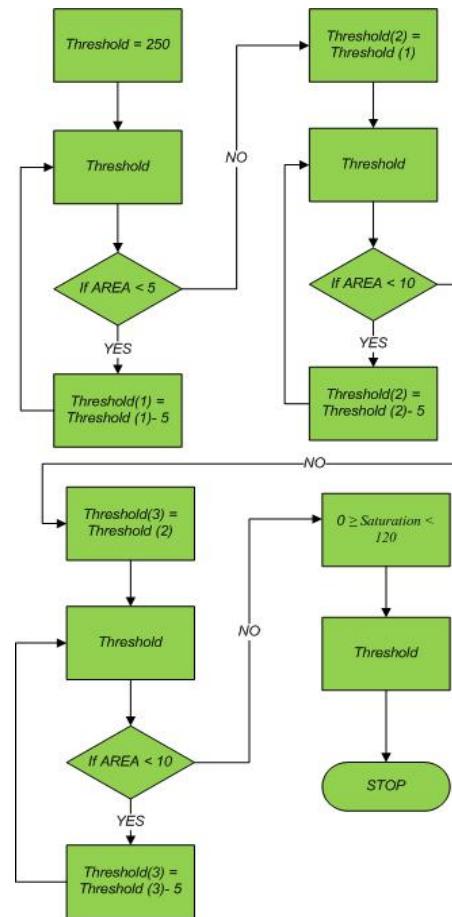 Threshold = 250
Threshold
If AREA < 5
YES
Threshold(1) =
Threshold (1)- 5
NO
Threshold(2) =
Threshold (1)
Threshold
If AREA < 10
YES
Threshold(2) =
Threshold (2)- 5
NO
Threshold(3) =
Threshold (2)
Threshold
If AREA < 10
YES
Threshold(3) =
Threshold (3)- 5
NO
0 ≥ Saturation <
120
Threshold
STOP